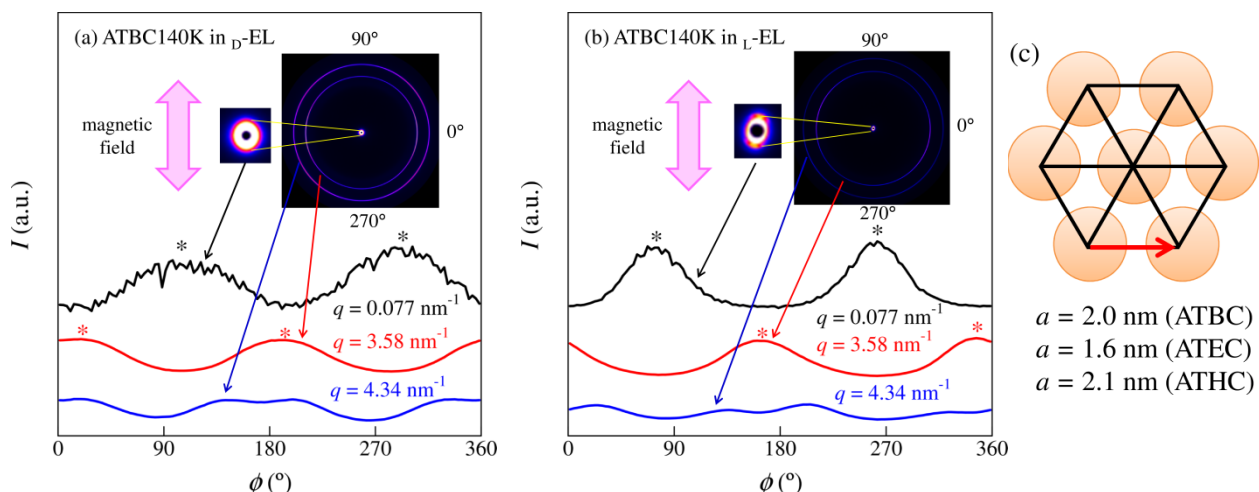 (a) ATBC140K in D-EL
90°
magnetic
field
0°
270°
I (a.u.)
*
*
q = 0.077 nm-1
*
*
q = 3.58 nm-1
q = 4.34 nm-1
0
90
180
270
360
ϕ (°)
(b) ATBC140K in L-EL
90°
magnetic
field
0°
270°
I (a.u.)
*
*
q = 0.077 nm-1
*
*
q = 3.58 nm-1
q = 4.34 nm-1
0
90
180
270
360
ϕ (°)
(c)
a = 2.0 nm (ATBC)
a = 1.6 nm (ATEC)
a = 2.1 nm (ATHC)